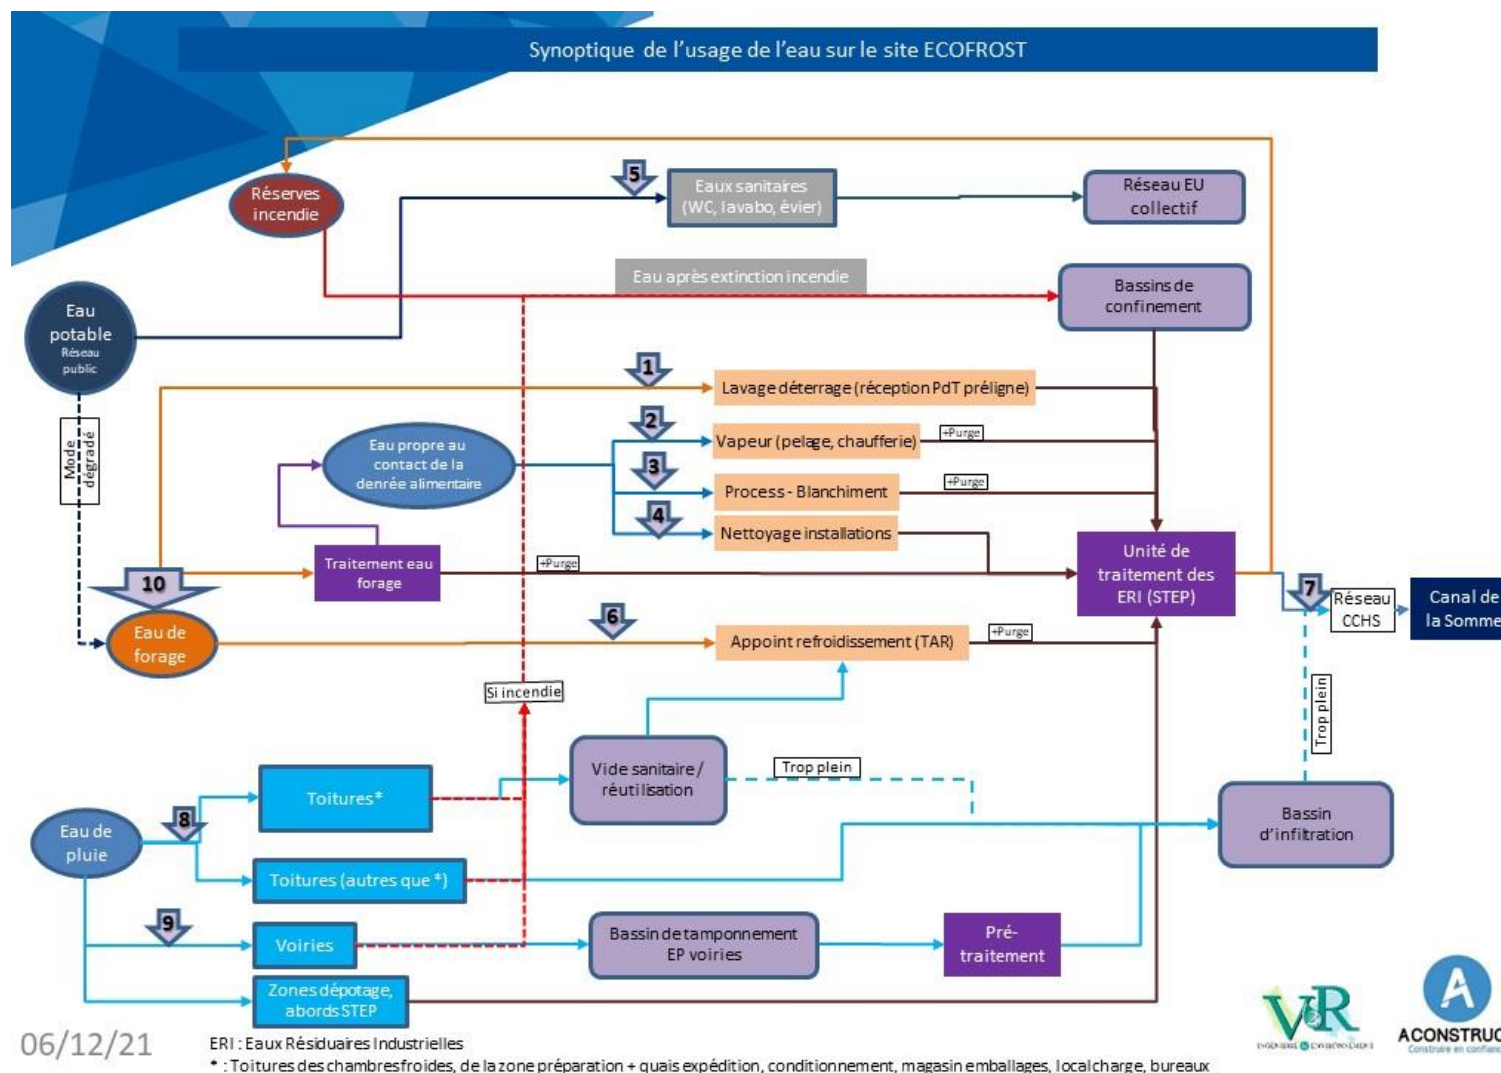 Synoptique de l'usage de l'eau sur le site ECOFROST
5
Réserves
incendie
Eaux sanitaires
(WC, lavabo, évier)
Réseau EU
collectif
Eau après extinction incendie
Bassins de
confinement
Eau
potable
Réseau
public
Mode
dégradé
1
Lavage déterrage (réception PdT préligne)
2
Vapeur (pelage, chaufferie)
+Purge
Eau propre au
contact de la
denrée alimentaire
3
Process - Blanchiment
+Purge
4
Nettoyage installations
Traitement eau
forage
+Purge
Unité de
traitement des
ERI (STEP)
10
Eau de
forage
6
Appoint refroidissement (TAR)
+Purge
7
Réseau
CCHS
Canal de
la Somme
Si incendie
Trop plein
Vide sanitaire /
réutilisation
Trop plein
Toitures*
8
Eau de
pluie
Bassin
d'infiltration
Toitures (autres que *)
9
Voiries
Bassin de tamponnement
EP voiries
Pré-
traitement
Zones dépotage,
abords STEP
V&R
INGENIERIE & ENVIRONNEMENT
A
ACONSTRUC
Construire en confianc
06/12/21
ERI : Eaux Résiduaires Industrielles
* : Toitures des chambres froides, de la zone préparation + quais expédition, conditionnement, magasin emballages, local charge, bureaux